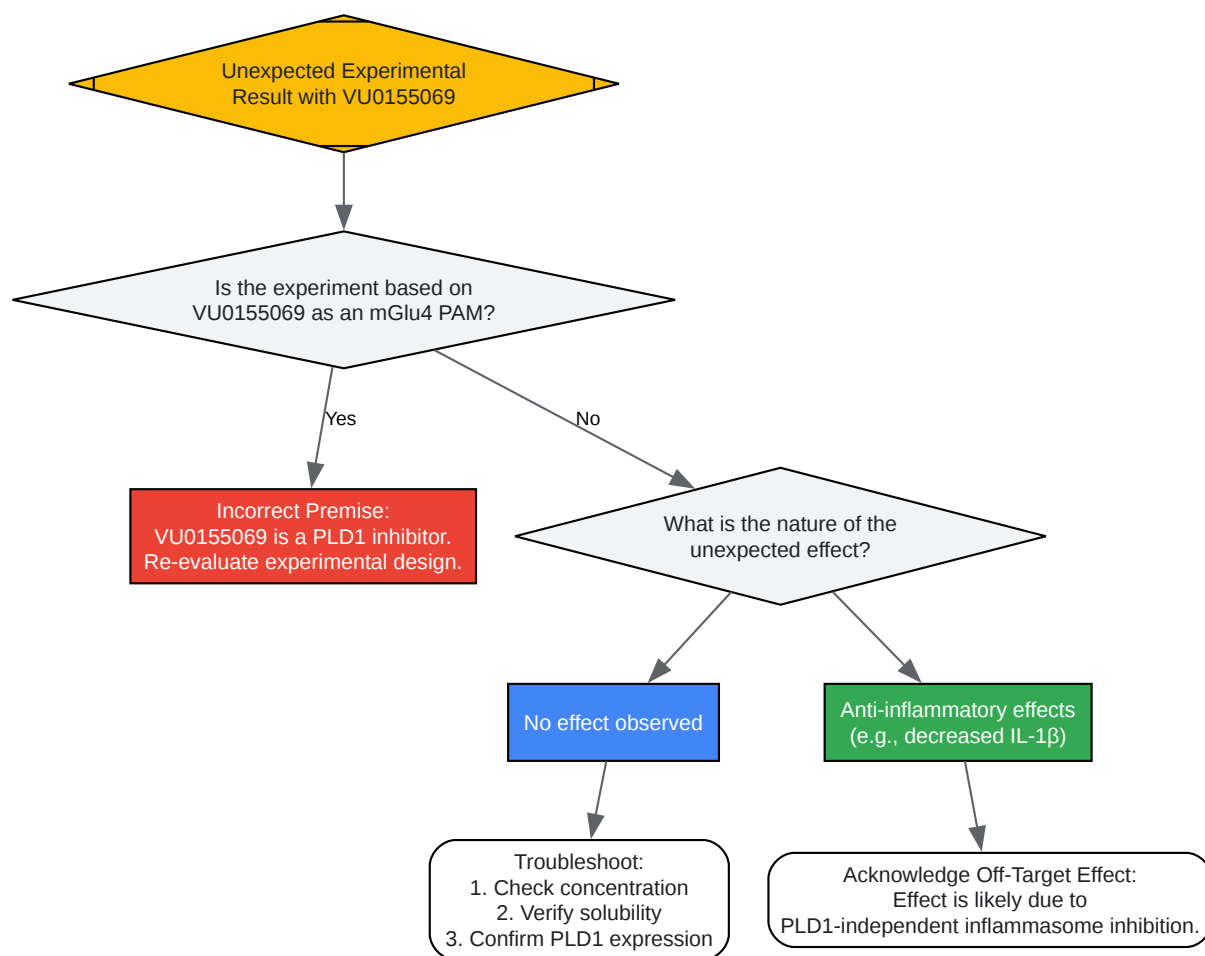 Unexpected Experimental
Result with VU0155069
Is the experiment based on
VU0155069 as an mGlu4 PAM?
Yes
No
Incorrect Premise:
VU0155069 is a PLD1 inhibitor.
Re-evaluate experimental design.
What is the nature of the
unexpected effect?
No effect observed
Anti-inflammatory effects
(e.g., decreased IL-1β)
Troubleshoot:
1. Check concentration
2. Verify solubility
3. Confirm PLD1 expression
Acknowledge Off-Target Effect:
Effect is likely due to
PLD1-independent inflammasome inhibition.